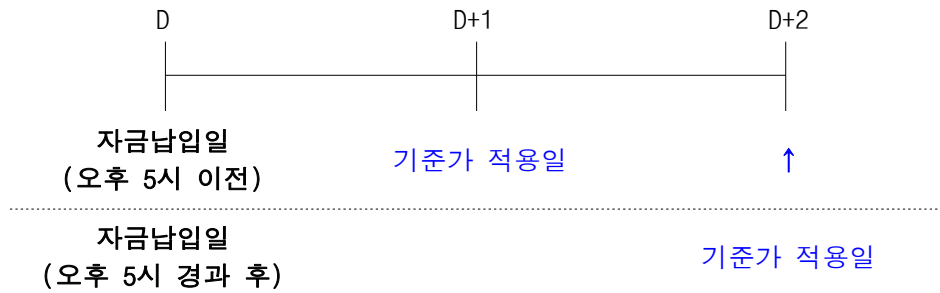 D D+1 D+2
자금납입일
(오후 5시 이전)
기준가 적용일
↑
자금납입일
(오후 5시 경과 후)
기준가 적용일